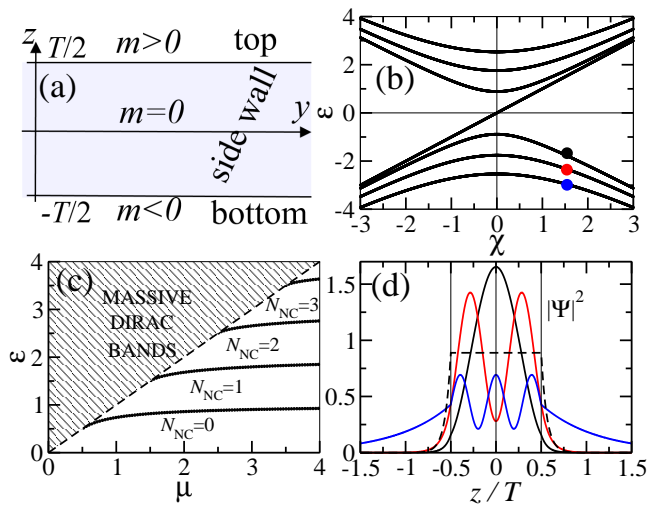 z T/2 m>0 top
(a) m=0 y
side wall
-T/2 m<0 bottom
(b)
ε
4
2
0
-2
-4
-3 -2 -1 0 1 2 3
χ
(c)
MASSIVE
DIRAC
BANDS
N_NC=3
N_NC=2
N_NC=1
N_NC=0
ε
4
3
2
1
0
0 1 2 3 4
μ
(d)
|Ψ|²
1.5
1
0.5
0
-1.5 -1 -0.5 0 0.5 1 1.5
z/T